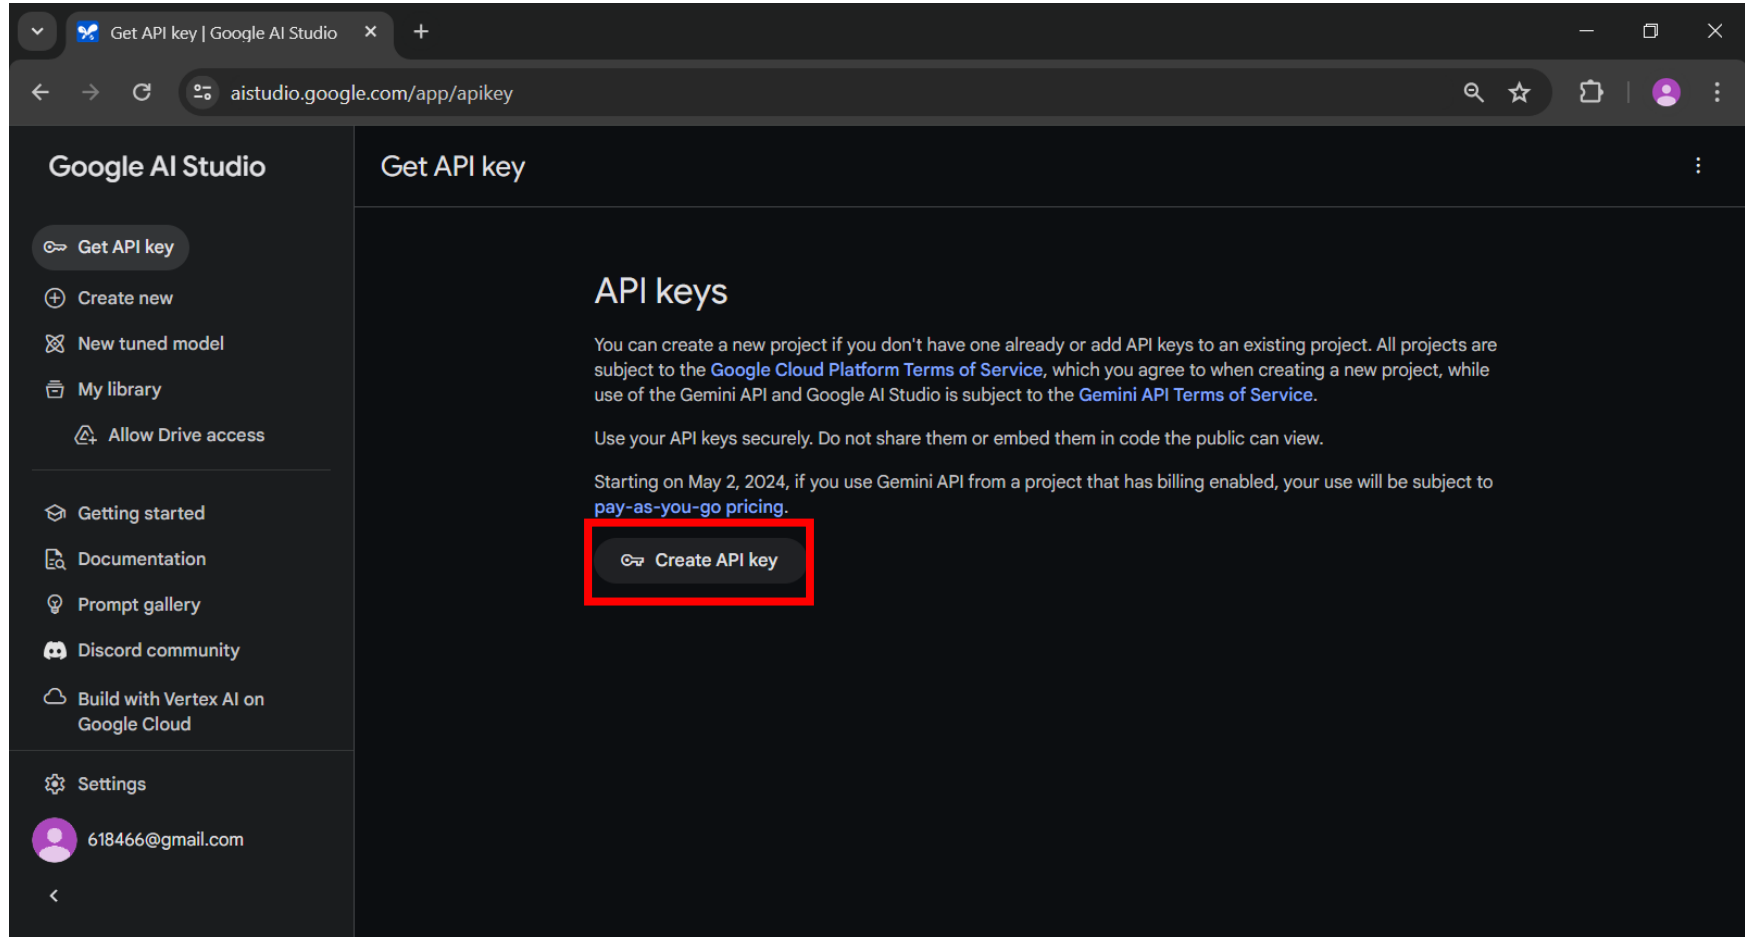 Get API key | Google AI Studio
aistudio.google.com/app/apikey
Google AI Studio
Get API key
Create new
New tuned model
My library
Allow Drive access
Getting started
Documentation
Prompt gallery
Discord community
Build with Vertex AI on
Google Cloud
Settings
618466@gmail.com
Get API key
API keys
You can create a new project if you don't have one already or add API keys to an existing project. All projects are
subject to the Google Cloud Platform Terms of Service, which you agree to when creating a new project, while
use of the Gemini API and Google AI Studio is subject to the Gemini API Terms of Service.
Use your API keys securely. Do not share them or embed them in code the public can view.
Starting on May 2, 2024, if you use Gemini API from a project that has billing enabled, your use will be subject to
pay-as-you-go pricing.
Create API key